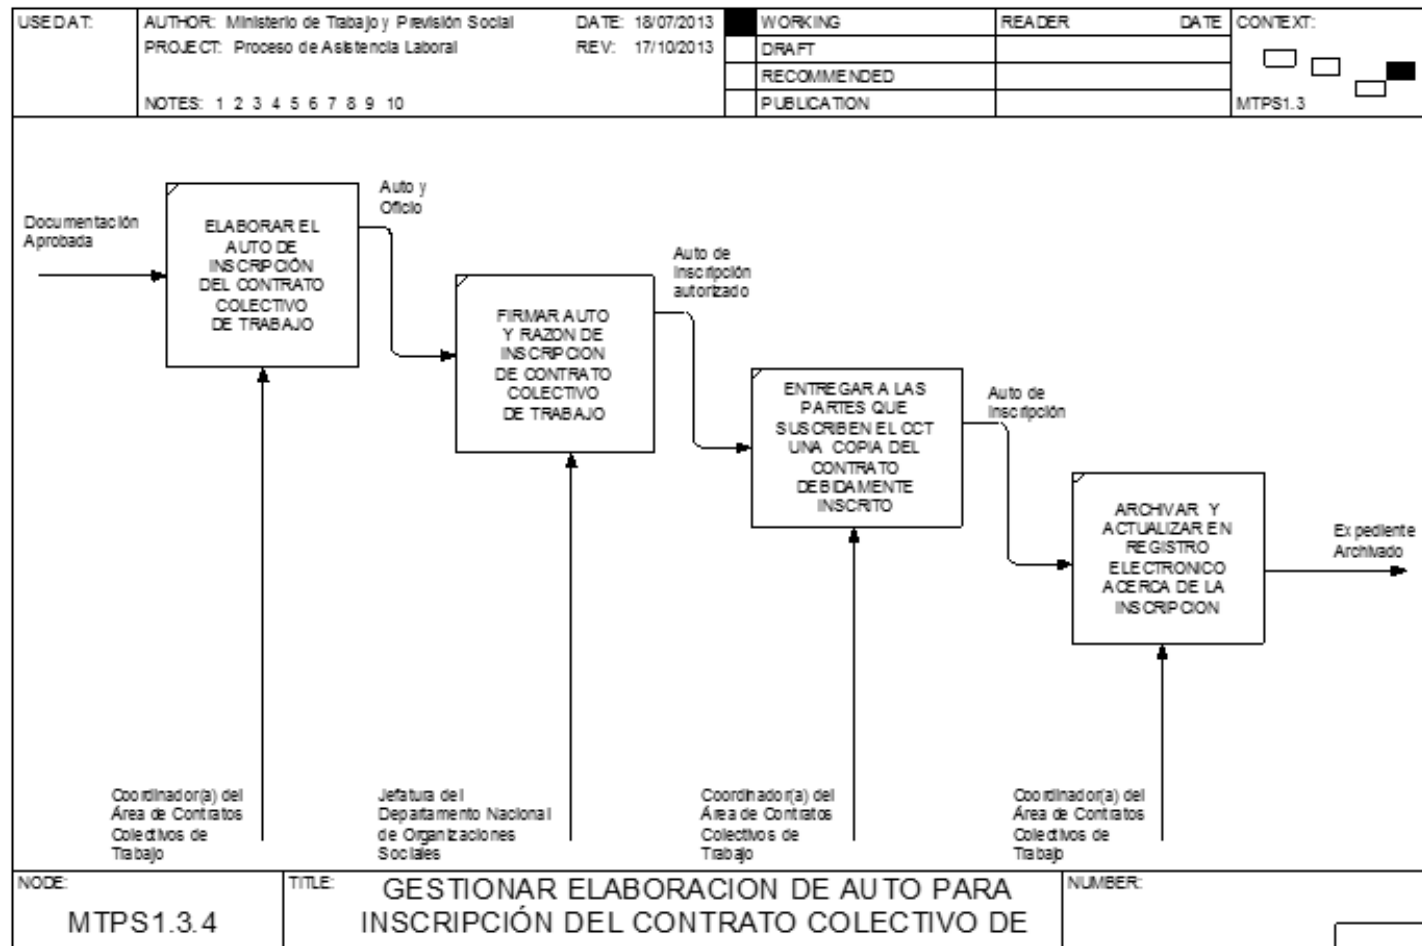 USED AT:
AUTHOR: Ministerio de Trabajo y Previsión Social
DATE: 18/07/2013
PROJECT: Proceso de Asistencia Laboral
REV: 17/10/2013
NOTES: 1 2 3 4 5 6 7 8 9 10
WORKING
DRAFT
RECOMMENDED
PUBLICATION
READER
DATE
CONTEXT:
MTPS1.3
Documentación
Aprobada
ELABORAR EL
AUTO DE
INSCRIPCIÓN
DEL CONTRATO
COLECTIVO
DE TRABAJO
Auto y
Oficio
FIRMAR AUTO
Y RAZON DE
INSCRIPCION
DE CONTRATO
COLECTIVO
DE TRABAJO
Auto de
Inscripción
autorizado
ENTREGAR A LAS
PARTES QUE
SUSCRIBEN EL CCT
UNA COPIA DEL
CONTRATO
DEBIDAMENTE
INSCRITO
Auto de
Inscripción
ARCHIVAR Y
ACTUALIZAR EN
REGISTRO
ELECTRONICO
ACERCA DE LA
INSCRIPCION
Expediente
Archivado
Coordinador(a) del
Área de Contratos
Colectivos de
Trabajo
Jefatura del
Departamento Nacional
de Organizaciones
Sociales
Coordinador(a) del
Área de Contratos
Colectivos de
Trabajo
Coordinador(a) del
Área de Contratos
Colectivos de
Trabajo
NODE:
MTPS1.3.4
TITLE:
GESTIONAR ELABORACION DE AUTO PARA
INSCRIPCIÓN DEL CONTRATO COLECTIVO DE
NUMBER: